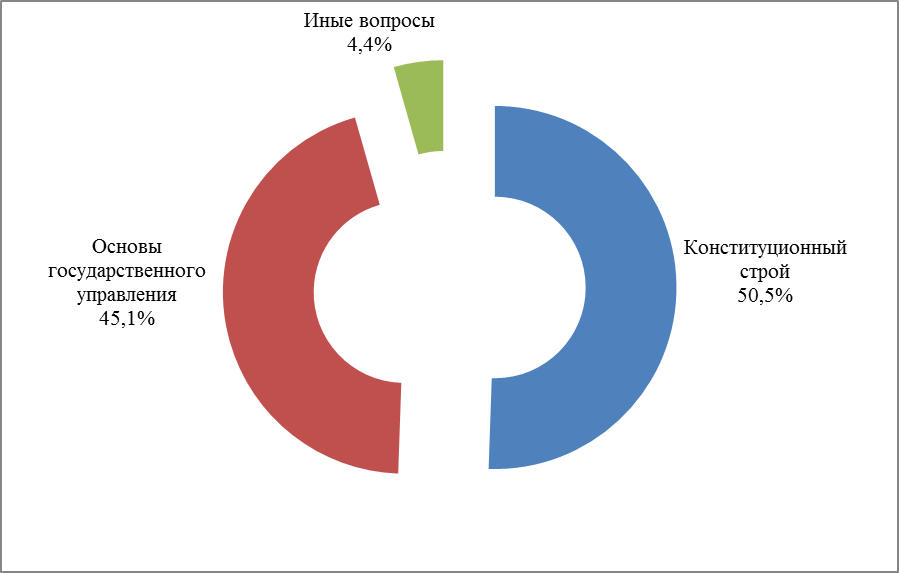 Иные вопросы
4,4%
Основы
государственного
управления
45,1%
Конституционный
строй
50,5%